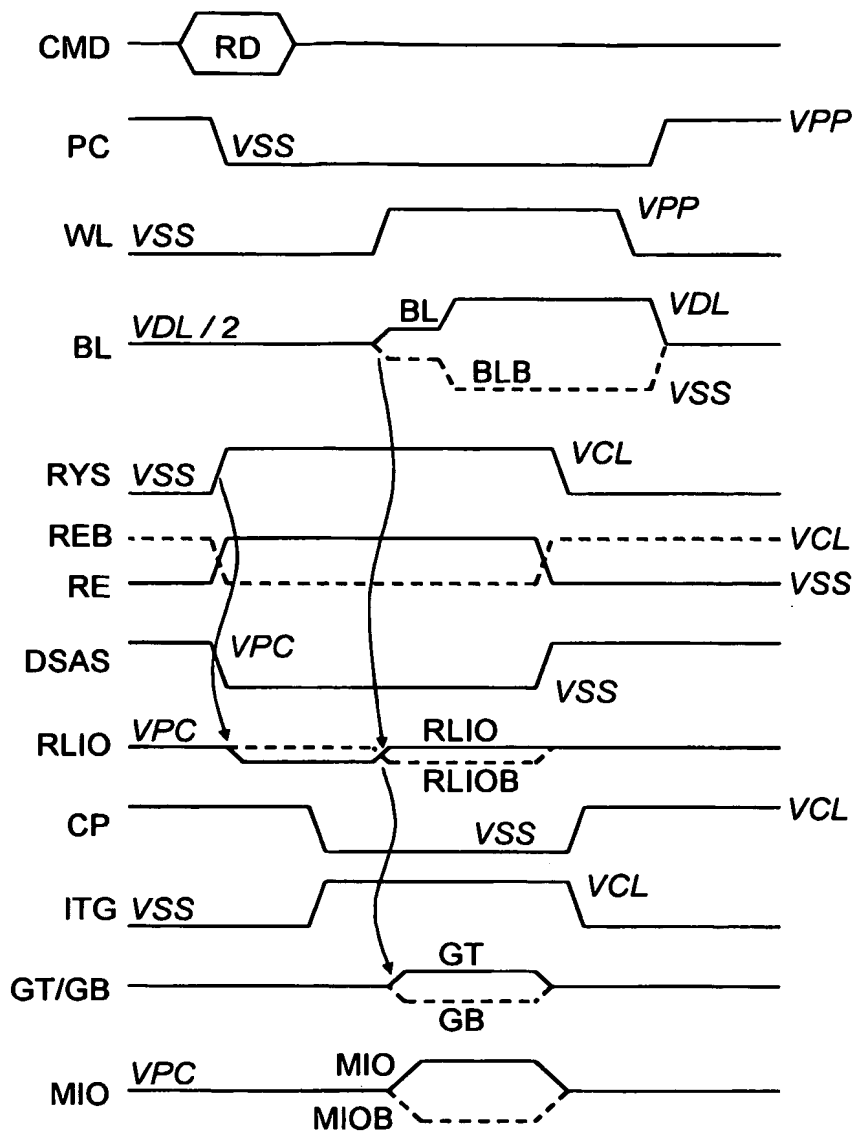 CMD RD
PC VSS VPP
WL VSS VPP
BL VDL / 2 BL VDL
BLB VSS
RYS VSS VCL
REB VCL
RE VSS
DSAS VPC VSS
RLIO VPC RLIO
RLIOB
CP VSS VCL
ITG VSS VCL
GT
GT/GB
GB
MIO VPC MIO
MIOB